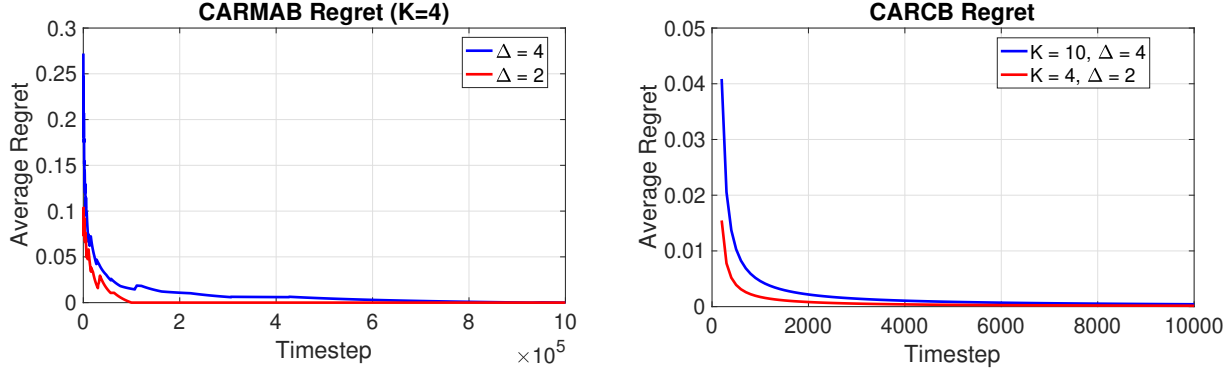 CARMAB Regret (K=4)
0.3
0.25
0.2
0.15
0.1
0.05
0
Average Regret
Δ = 4
Δ = 2
0 2 4 6 8 10
Timestep
×10^5
CARCB Regret
0.05
0.04
0.03
0.02
0.01
0
Average Regret
K = 10, Δ = 4
K = 4, Δ = 2
0 2000 4000 6000 8000 10000
Timestep